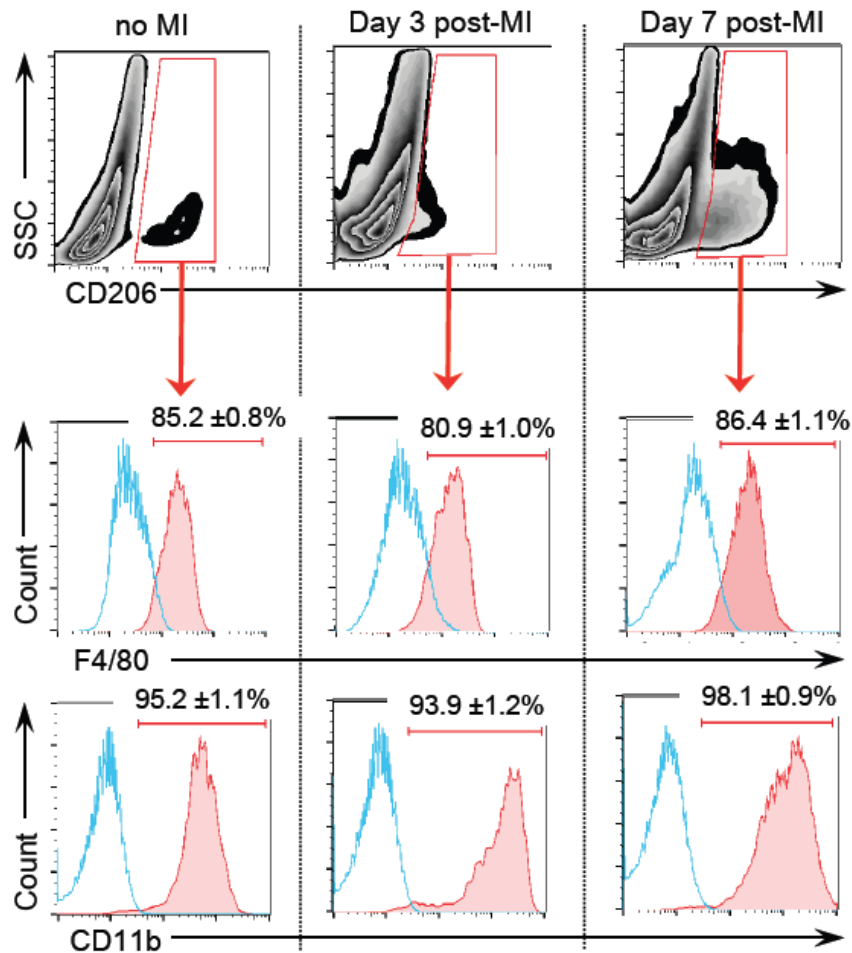 no MI
Day 3 post-MI
Day 7 post-MI
SSC
CD206
85.2 ±0.8%
80.9 ±1.0%
86.4 ±1.1%
Count
F4/80
95.2 ±1.1%
93.9 ±1.2%
98.1 ±0.9%
Count
CD11b